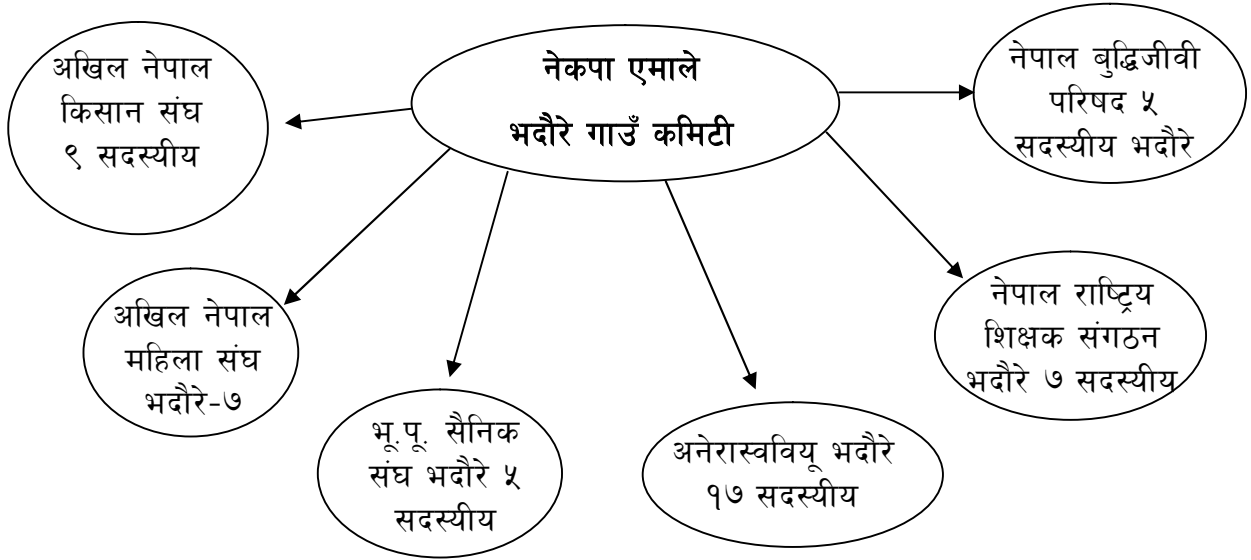 अखिल नेपाल
किसान संघ
९ सदस्यीय
नेकपा एमाले
भदौरे गाउँ कमिटी
नेपाल बुद्धिजीवी
परिषद ५
सदस्यीय भदौरे
अखिल नेपाल
महिला संघ
भदौरे-७
भू.पू. सैनिक
संघ भदौरे ५
सदस्यीय
अनेरास्ववियू भदौरे
१७ सदस्यीय
नेपाल राष्ट्रिय
शिक्षक संगठन
भदौरे ७ सदस्यीय